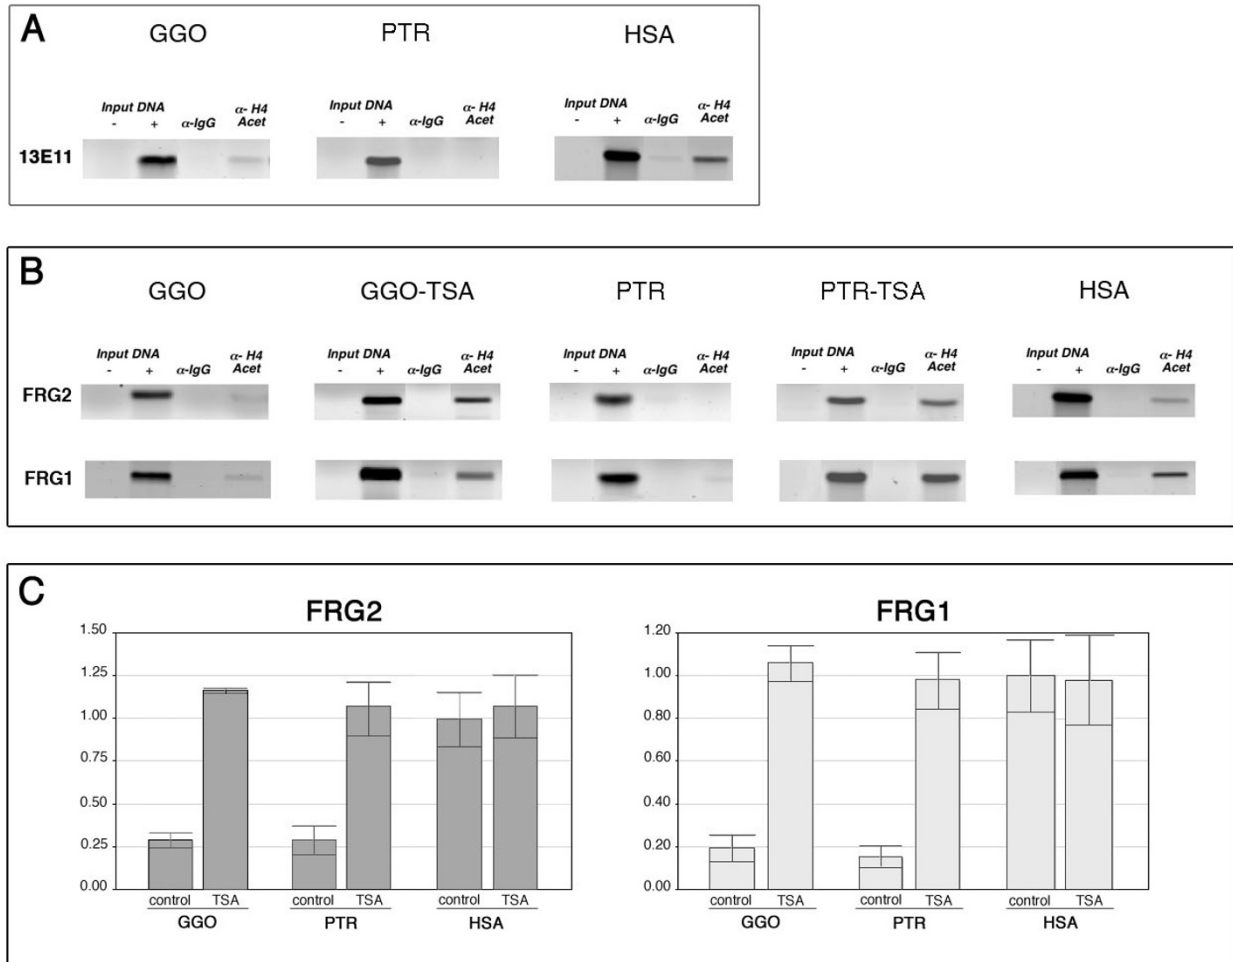 A
GGO PTR HSA
Input DNA α-IgG α- H4 Acet Input DNA α-IgG α- H4 Acet Input DNA α-IgG α- H4 Acet
- + - + - +
13E11
B
GGO GGO-TSA PTR PTR-TSA HSA
Input DNA α-IgG α- H4 Acet Input DNA α-IgG α- H4 Acet Input DNA α-IgG α- H4 Acet Input DNA α-IgG α- H4 Acet Input DNA α-IgG α- H4 Acet
- + - + - + - + - +
FRG2
FRG1
C
FRG2
1.50
1.25
1.00
0.75
0.50
0.25
0.00
control TSA control TSA control TSA
GGO PTR HSA
FRG1
1.20
1.00
0.80
0.60
0.40
0.20
0.00
control TSA control TSA control TSA
GGO PTR HSA